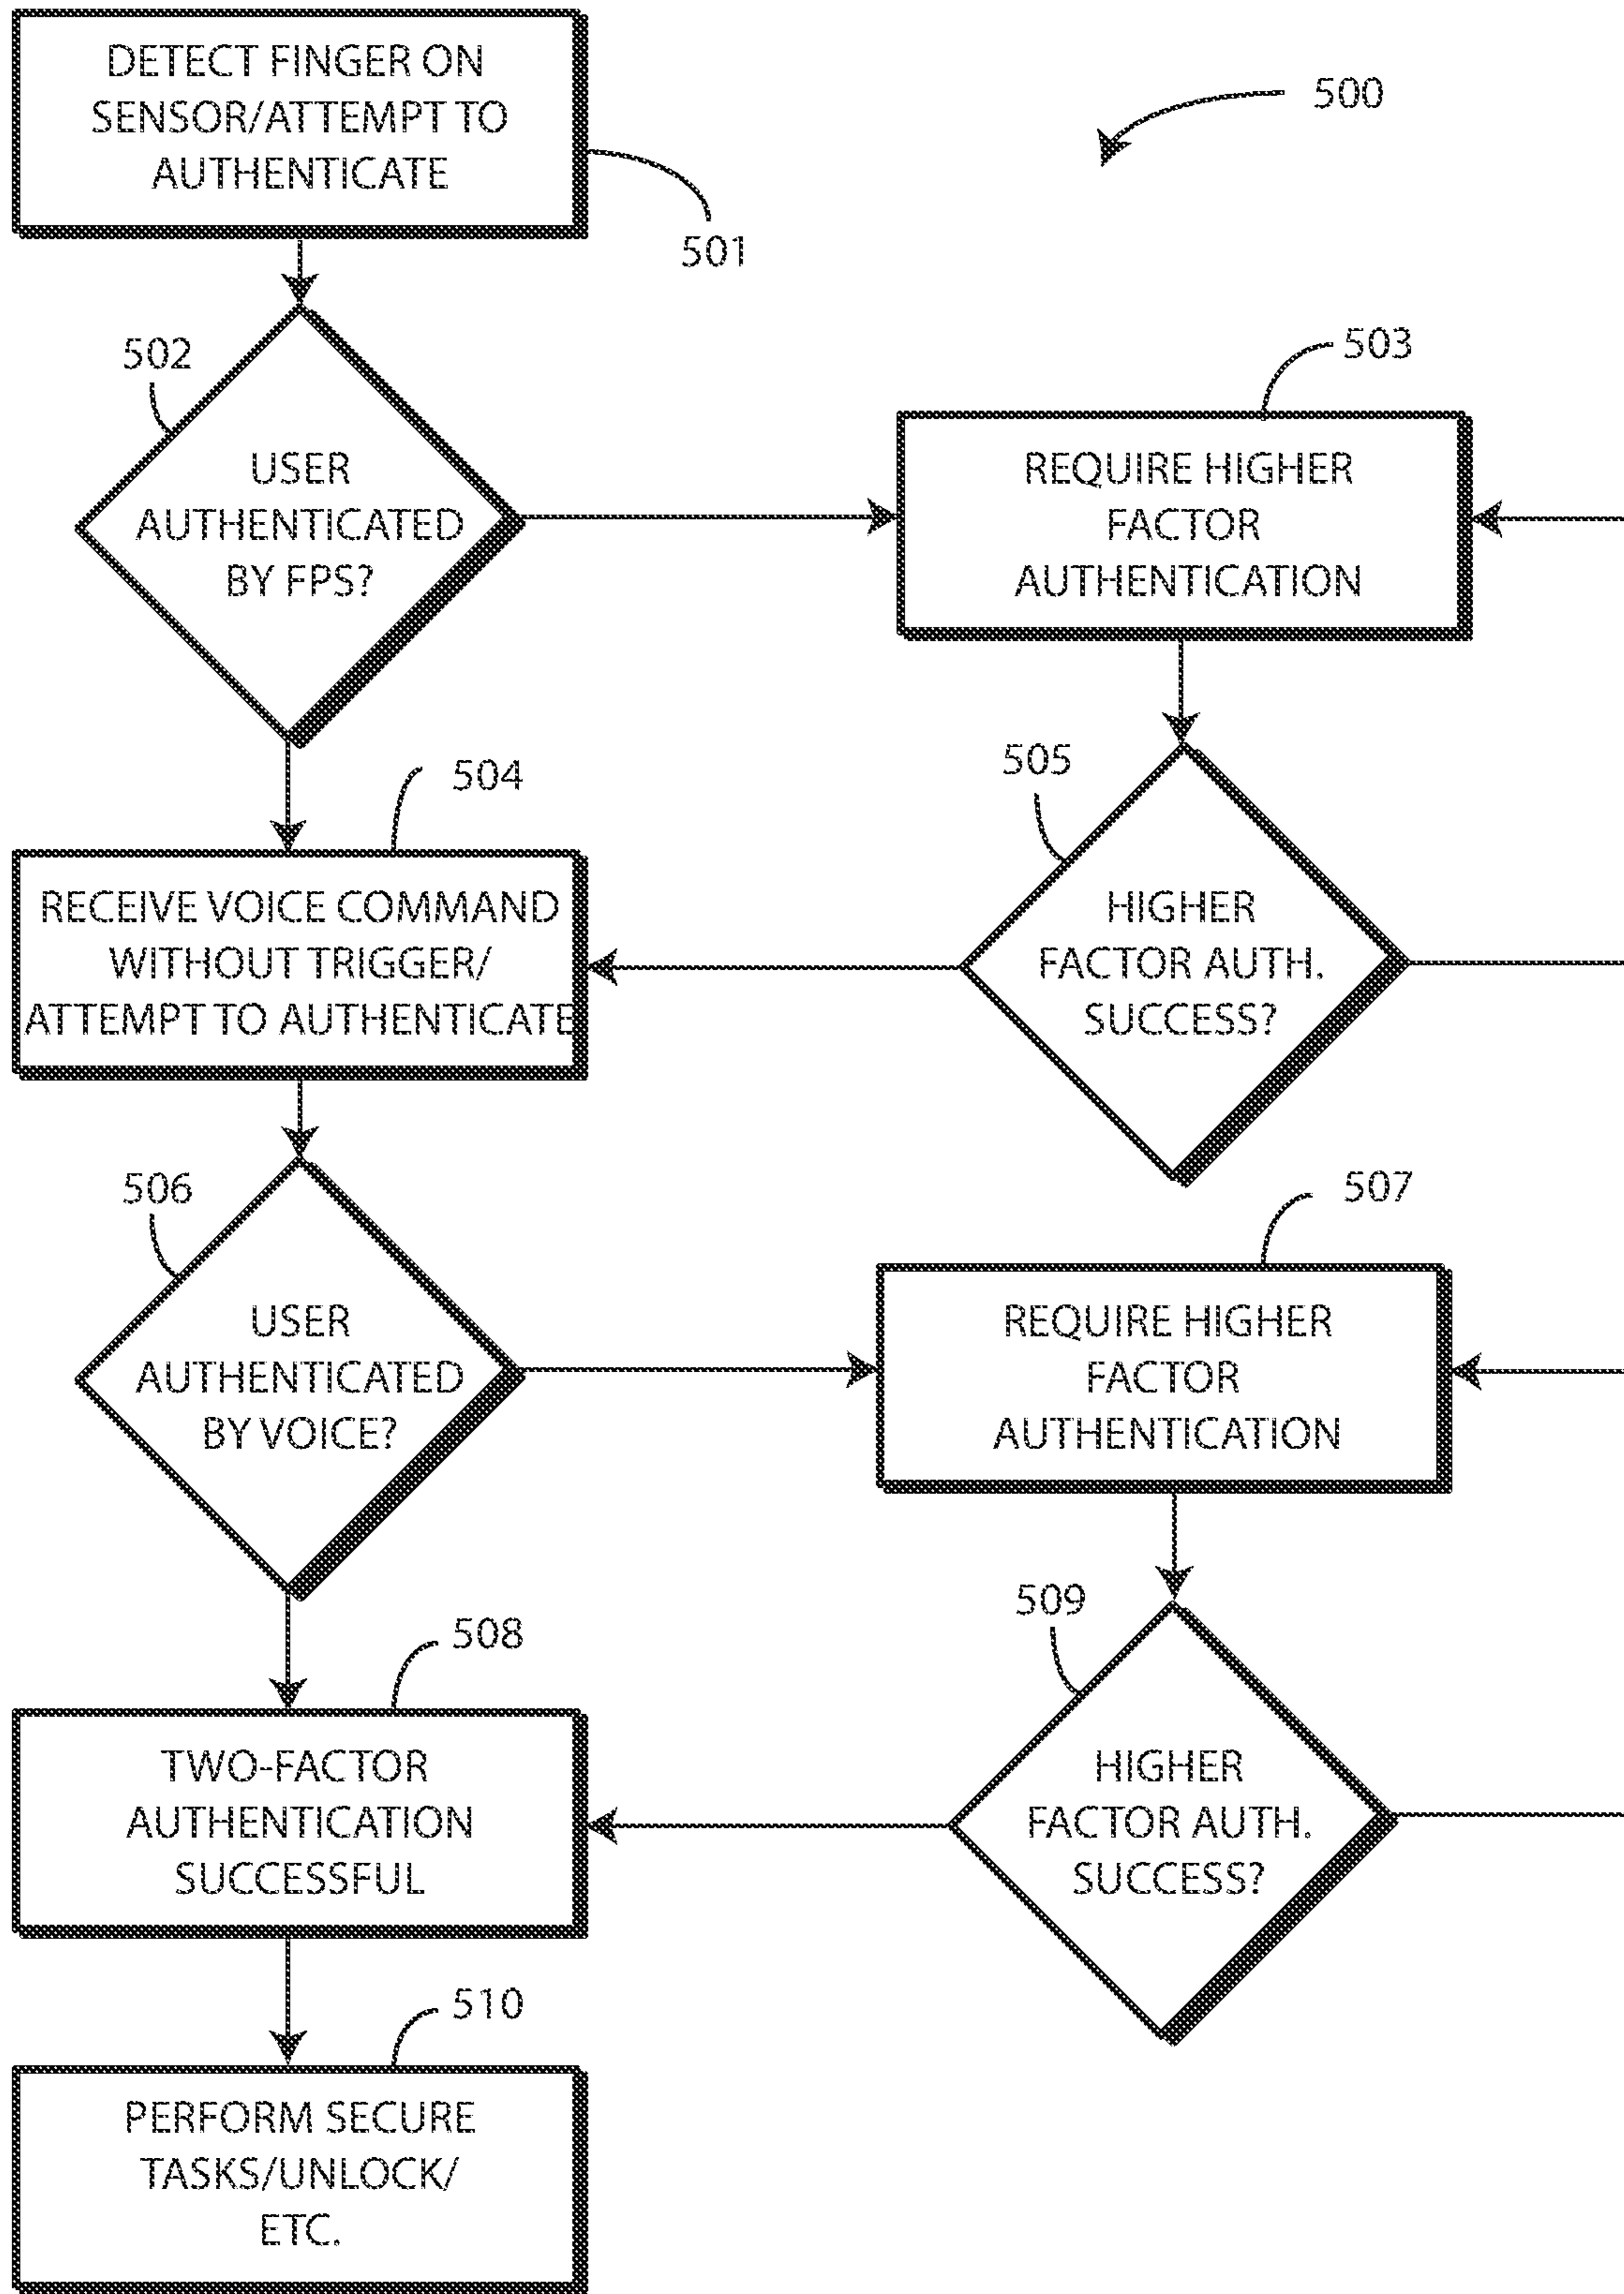 DETECT FINGER ON
SENSOR/ATTEMPT TO
AUTHENTICATE
500
501
502
USER
AUTHENTICATED
BY FPS?
503
REQUIRE HIGHER
FACTOR
AUTHENTICATION
504
RECEIVE VOICE COMMAND
WITHOUT TRIGGER/
ATTEMPT TO AUTHENTICATE
505
HIGHER
FACTOR AUTH.
SUCCESS?
506
USER
AUTHENTICATED
BY VOICE?
507
REQUIRE HIGHER
FACTOR
AUTHENTICATION
508
TWO-FACTOR
AUTHENTICATION
SUCCESSFUL
509
HIGHER
FACTOR AUTH.
SUCCESS?
510
PERFORM SECURE
TASKS/UNLOCK/
ETC.